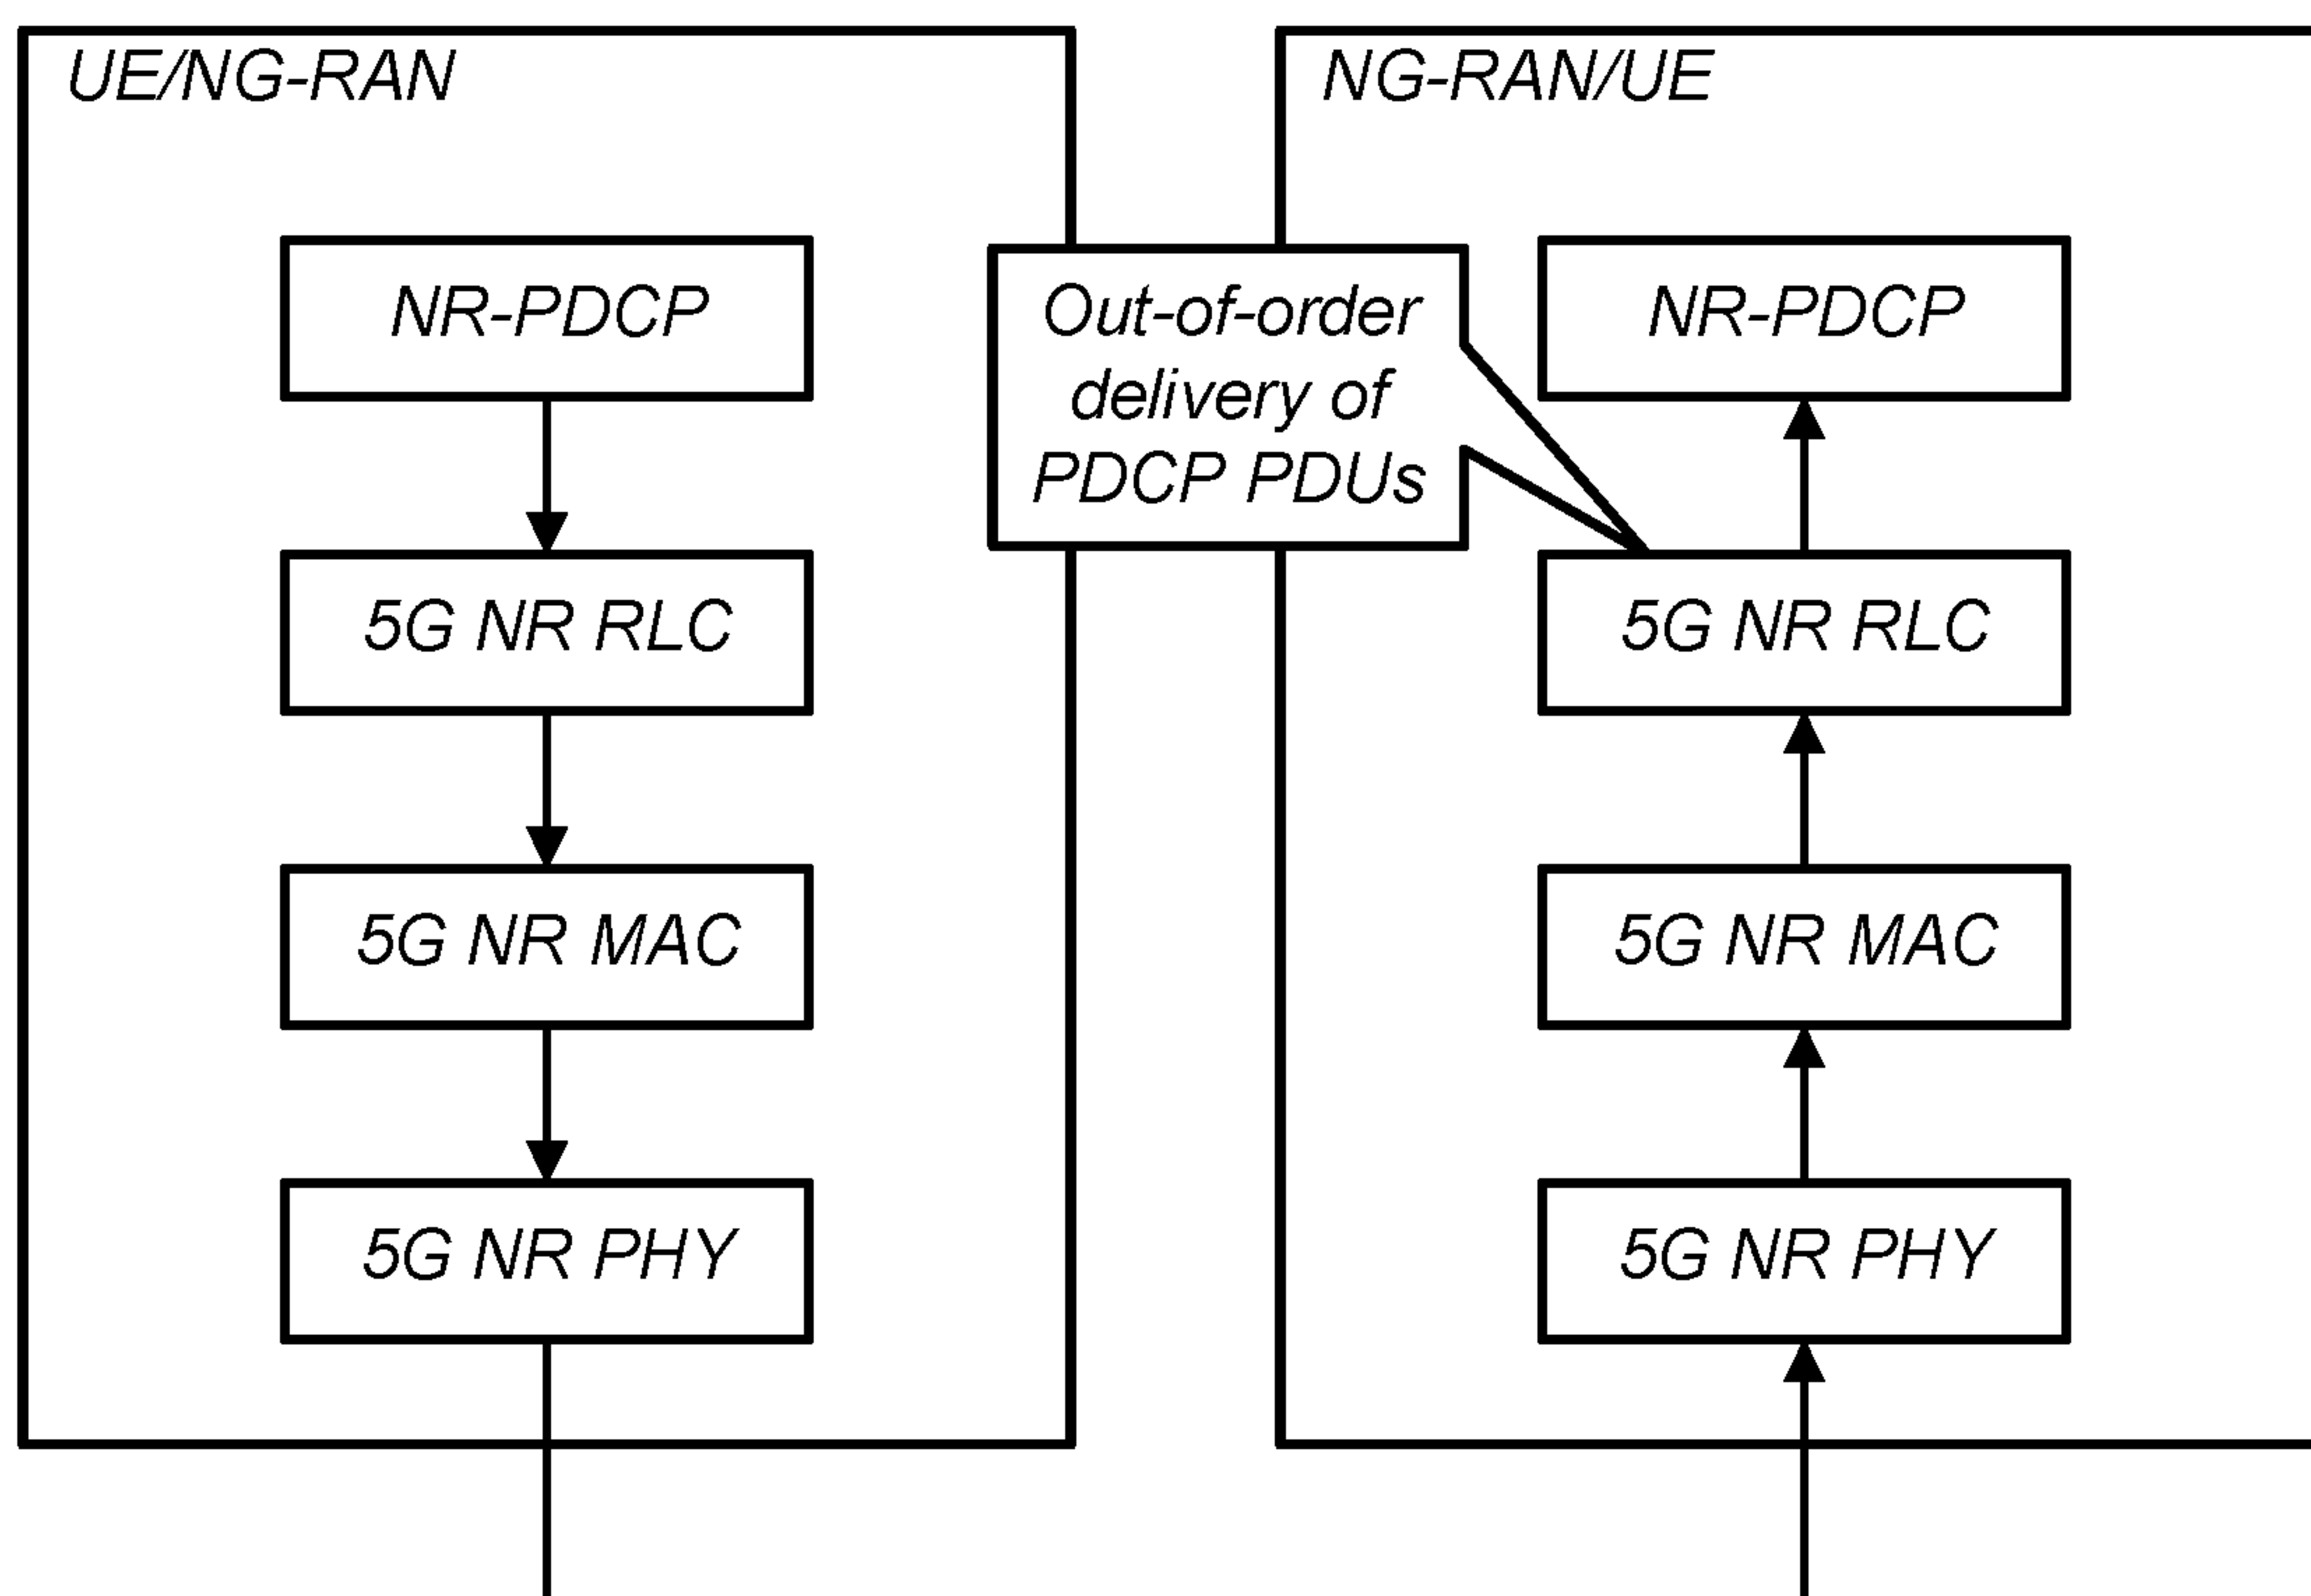 UE/NG-RAN
NR-PDCP
5G NR RLC
5G NR MAC
5G NR PHY
Out-of-order
delivery of
PDCP PDUs
NG-RAN/UE
NR-PDCP
5G NR RLC
5G NR MAC
5G NR PHY